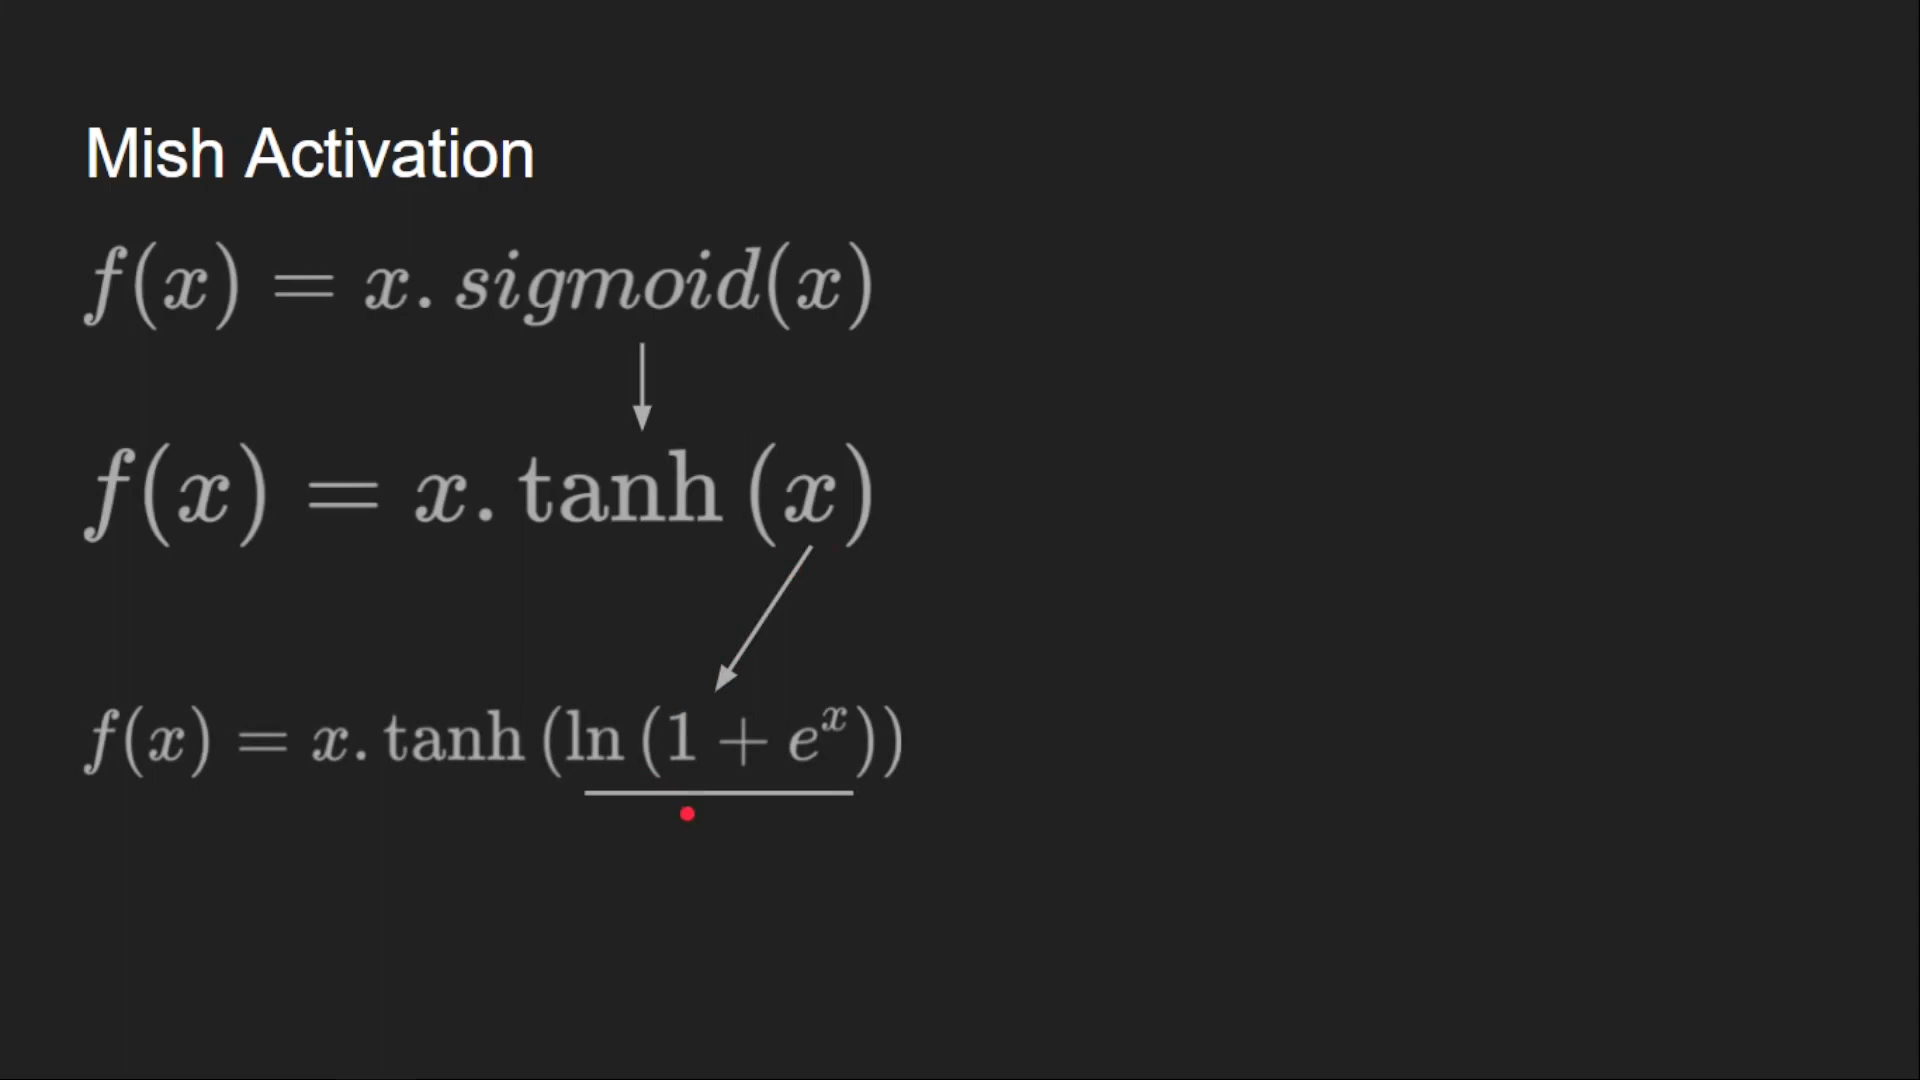 Mish Activation
f(x) = x. sigmoid(x)
f(x) = x. tanh (x)
f(x) = x. tanh (ln (1 + e^x))